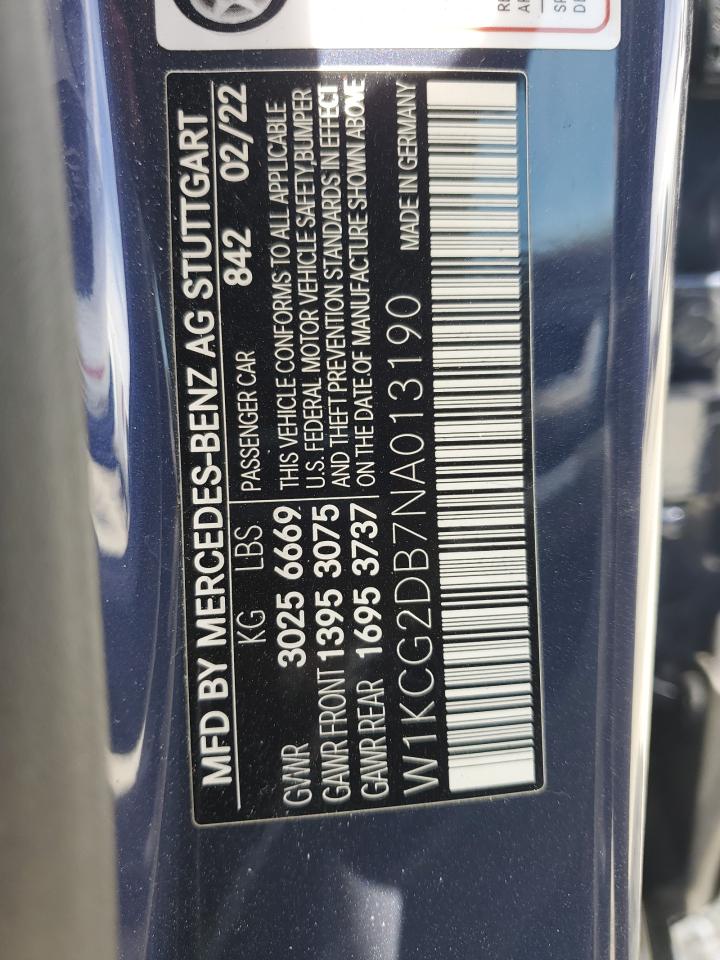 MFD BY MERCEDES-BENZ AG STUTTGART
842 02/22
KG LBS PASSENGER CAR
GVWR 3025 6669
GAWR FRONT 1395 3075
GAWR REAR 1695 3737
THIS VEHICLE CONFORMS TO ALL APPLICABLE
U.S. FEDERAL MOTOR VEHICLE SAFETY,BUMPER
AND THEFT PREVENTION STANDARDS IN EFFECT
ON THE DATE OF MANUFACTURE SHOWN ABOVE
W1KCG2DB7NA013190 MADE IN GERMANY